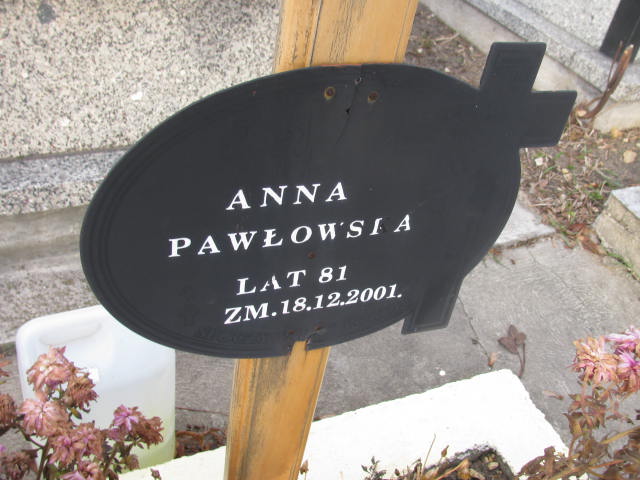 ANNA
PAWŁOWSKA
LAT 81
ZM.18.12.2001.